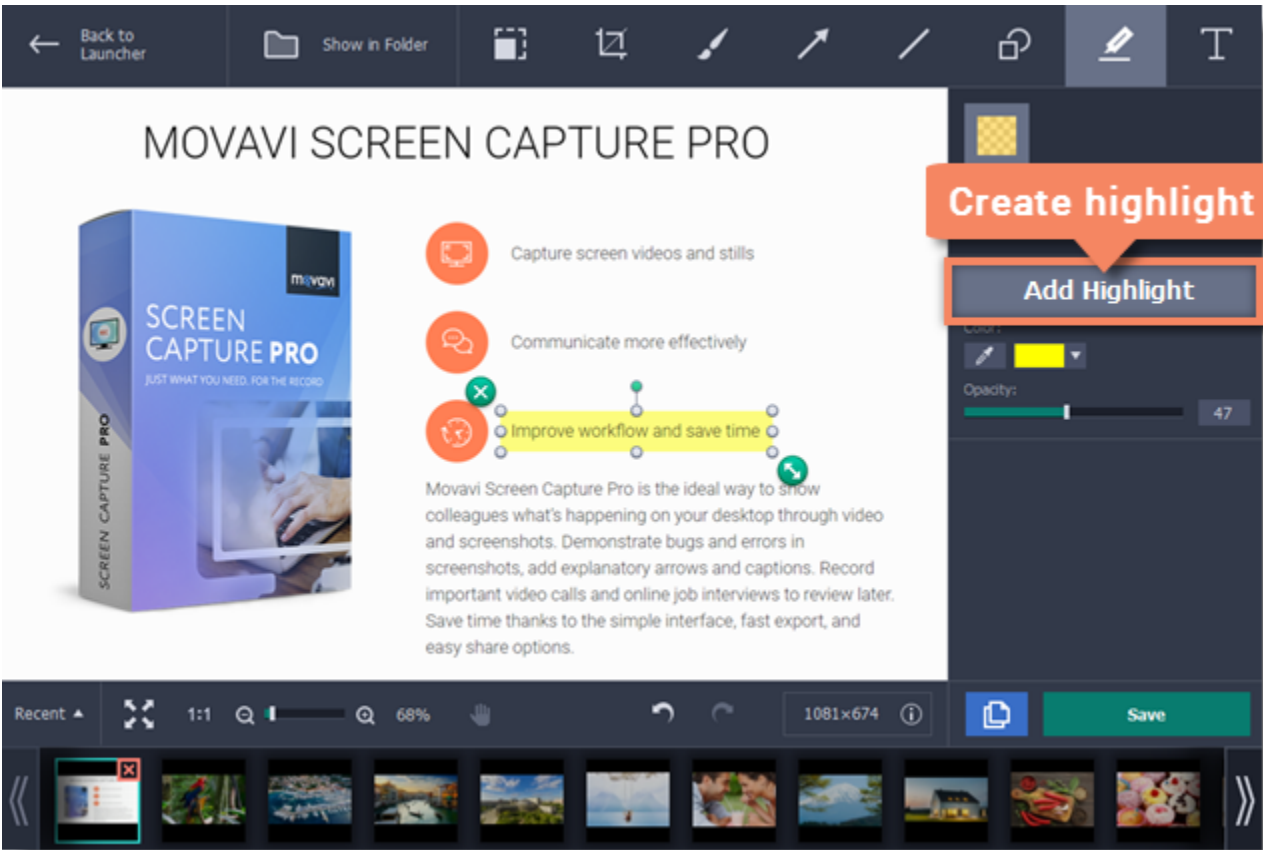 Back to
Launcher
Show in Folder
T
MOVAVI SCREEN CAPTURE PRO
Create highlight
Add Highlight
Color:
Opacity:
47
movavi
SCREEN
CAPTURE PRO
JUST WHAT YOU NEED. FOR THE RECORD
SCREEN CAPTURE PRO
Capture screen videos and stills
Communicate more effectively
Improve workflow and save time
Movavi Screen Capture Pro is the ideal way to show
colleagues what's happening on your desktop through video
and screenshots. Demonstrate bugs and errors in
screenshots, add explanatory arrows and captions. Record
important video calls and online job interviews to review later.
Save time thanks to the simple interface, fast export, and
easy share options.
Recent
1:1
68%
1081×674
Save